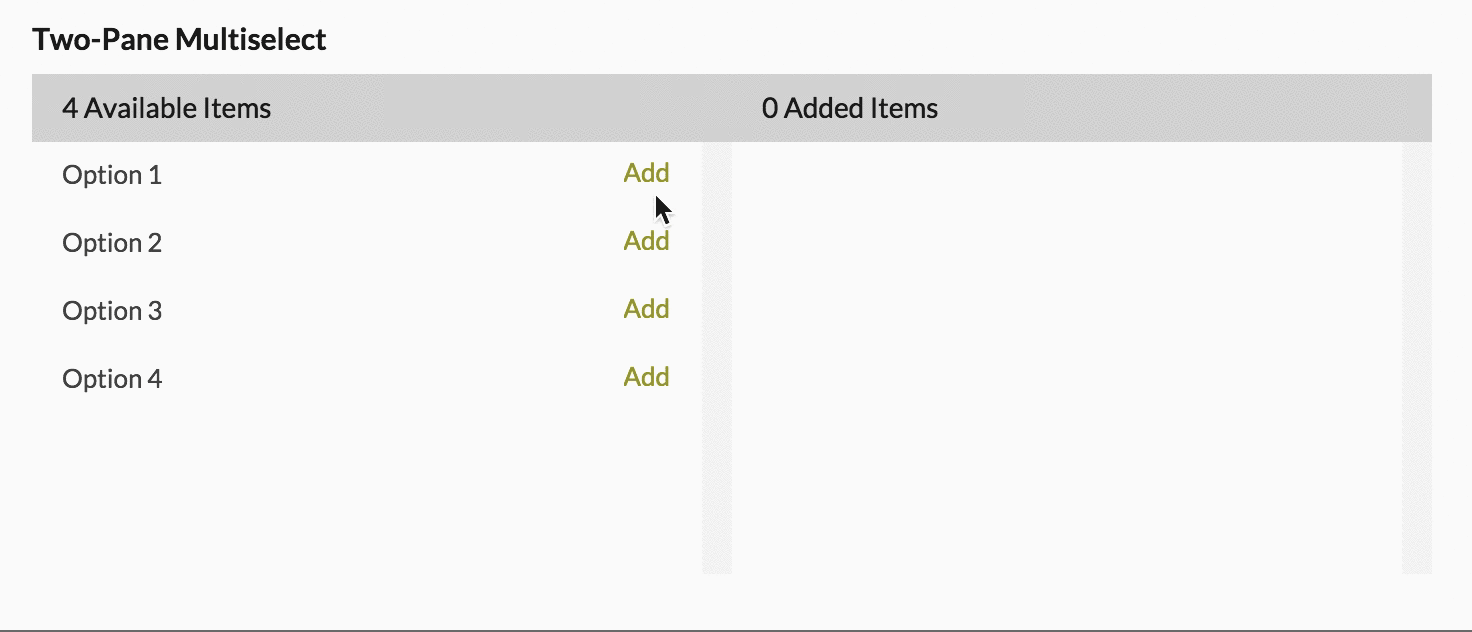 Two-Pane Multiselect
4 Available Items 0 Added Items
Option 1 Add
Option 2 Add
Option 3 Add
Option 4 Add